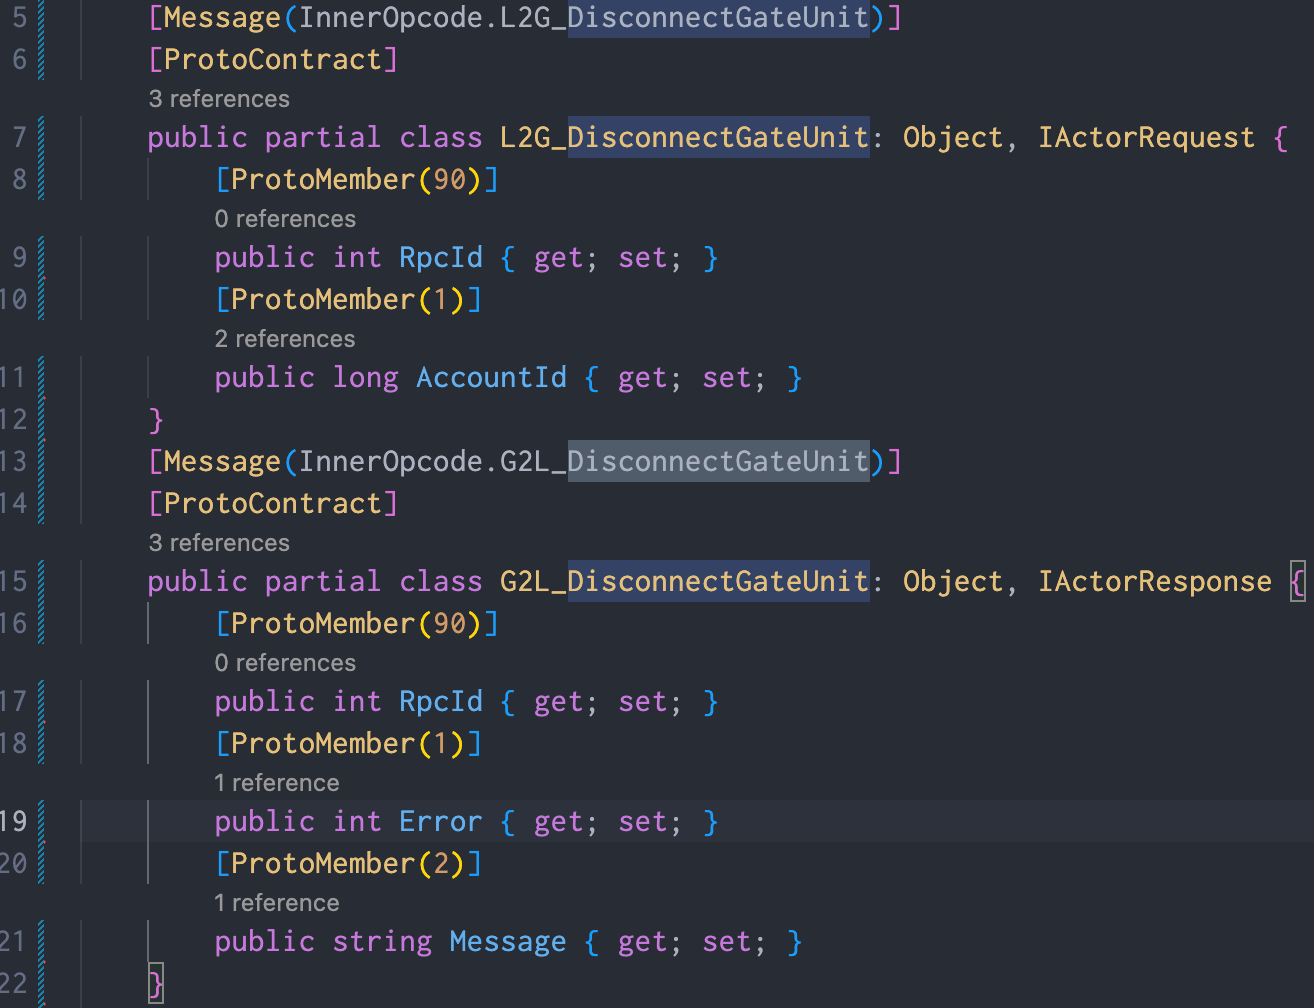 5 [Message(InnerOpcode.L2G_DisconnectGateUnit)]
6 [ProtoContract]
3 references
7 public partial class L2G_DisconnectGateUnit: Object, IActorRequest {
8 [ProtoMember(90)]
0 references
9 public int RpcId { get; set; }
10 [ProtoMember(1)]
2 references
11 public long AccountId { get; set; }
12 }
13 [Message(InnerOpcode.G2L_DisconnectGateUnit)]
14 [ProtoContract]
3 references
15 public partial class G2L_DisconnectGateUnit: Object, IActorResponse {
16 [ProtoMember(90)]
0 references
17 public int RpcId { get; set; }
18 [ProtoMember(1)]
1 reference
19 public int Error { get; set; }
20 [ProtoMember(2)]
1 reference
21 public string Message { get; set; }
22 }